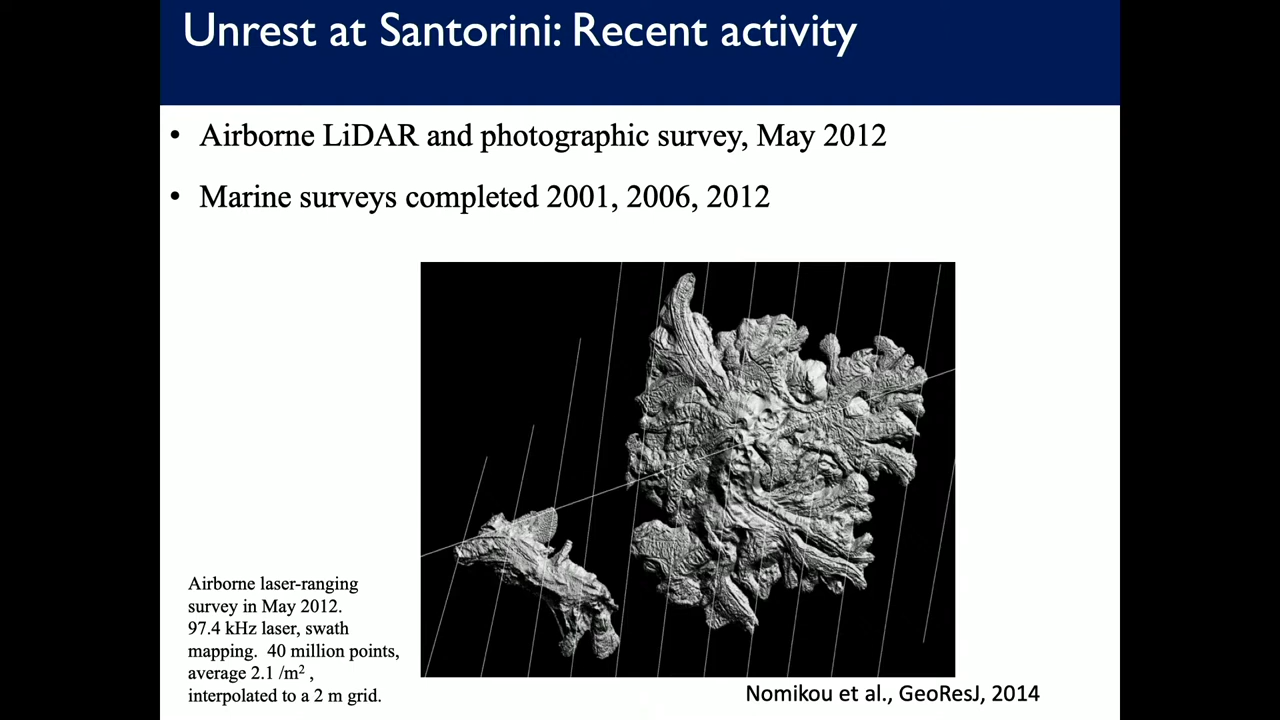 Unrest at Santorini: Recent activity
• Airborne LiDAR and photographic survey, May 2012
• Marine surveys completed 2001, 2006, 2012
Airborne laser-ranging
survey in May 2012.
97.4 kHz laser, swath
mapping.  40 million points,
average 2.1 /m² ,
interpolated to a 2 m grid.
Nomikou et al., GeoResJ, 2014